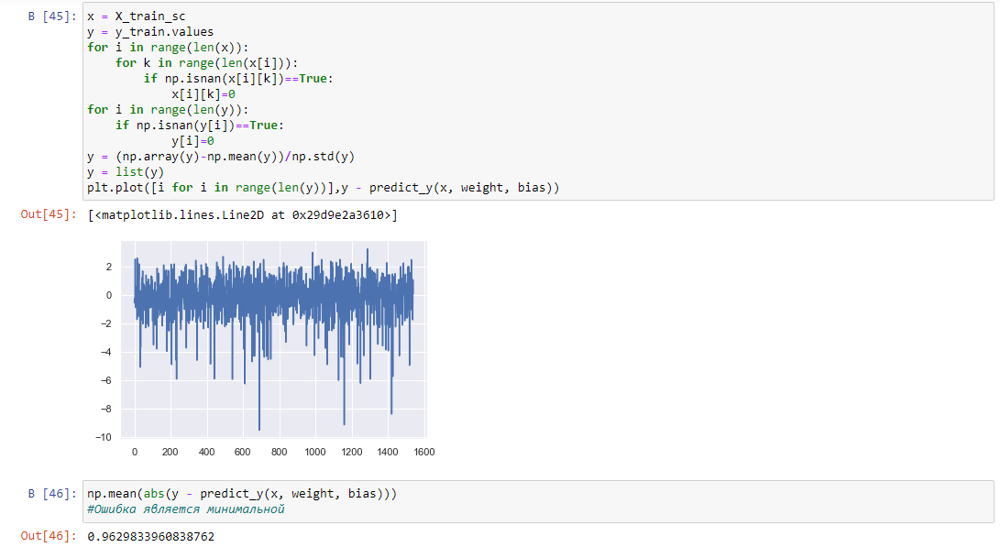 В [45]:
x = X_train_sc
y = y_train.values
for i in range(len(x)):
    for k in range(len(x[i])):
        if np.isnan(x[i][k])==True:
            x[i][k]=0
for i in range(len(y)):
    if np.isnan(y[i])==True:
            y[i]=0
y = (np.array(y)-np.mean(y))/np.std(y)
y = list(y)
plt.plot([i for i in range(len(y))],y - predict_y(x, weight, bias))
Out[45]: [<matplotlib.lines.Line2D at 0x29d9e2a3610>]
2
0
−2
−4
−6
−8
−10
0 200 400 600 800 1000 1200 1400 1600
В [46]:
np.mean(abs(y - predict_y(x, weight, bias)))
#Ошибка является минимальной
Out[46]: 0.9629833960838762